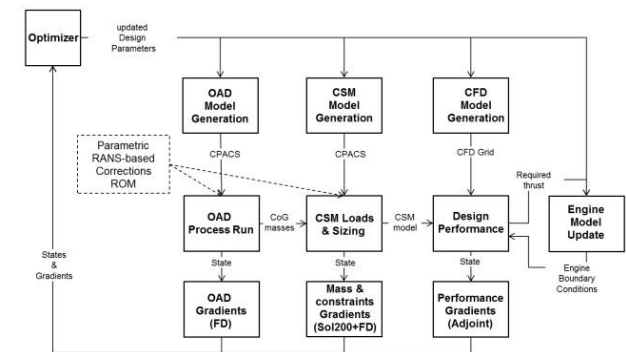 Optimizer
updated
Design
Parameters
OAD
Model
Generation
CSM
Model
Generation
CFD
Model
Generation
Parametric
RANS-based
Corrections
ROM
CPACS
CPACS
CFD Grid
Required
thrust
OAD
Process Run
CoG
masses
CSM Loads
& Sizing
CSM
model
Design
Performance
Engine
Model
Update
States
&
Gradients
State
State
State
Engine
Boundary
Conditions
OAD
Gradients
(FD)
Mass &
constraints
Gradients
(Sol200+FD)
Performance
Gradients
(Adjoint)